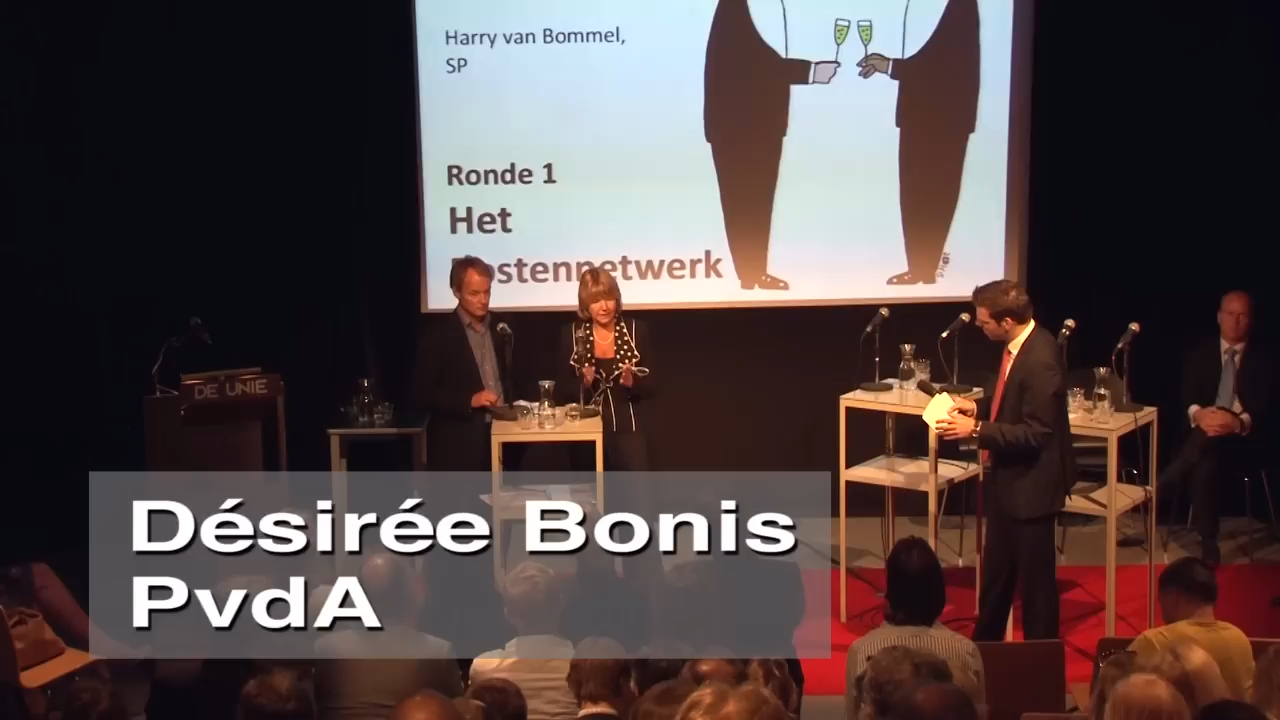 Harry van Bommel,
SP
Ronde 1
Het
DE UNIE
Désirée Bonis
PvdA